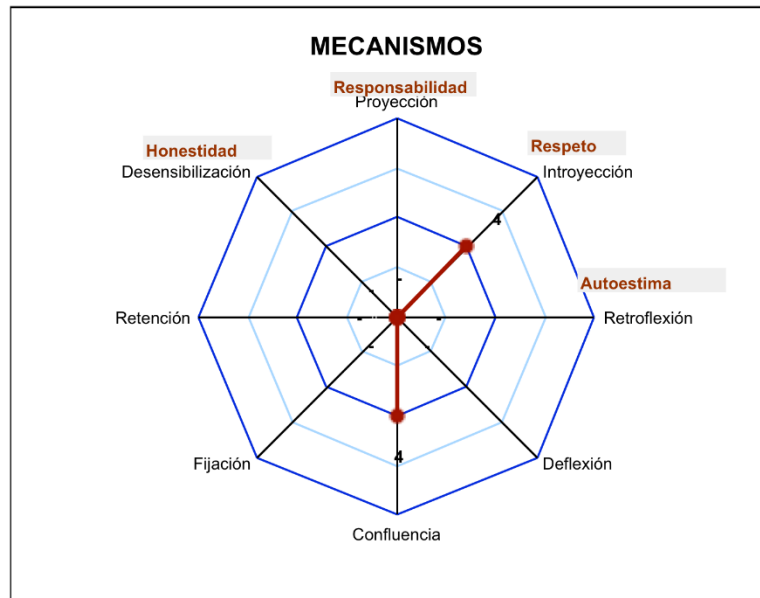 MECANISMOS
Responsabilidad
Proyección
Honestidad
Respeto
Desensibilización
Introyección
4
-
Autoestima
-
Retención
-
-
Retroflexión
-
-
4
Fijación
Deflexión
Confluencia